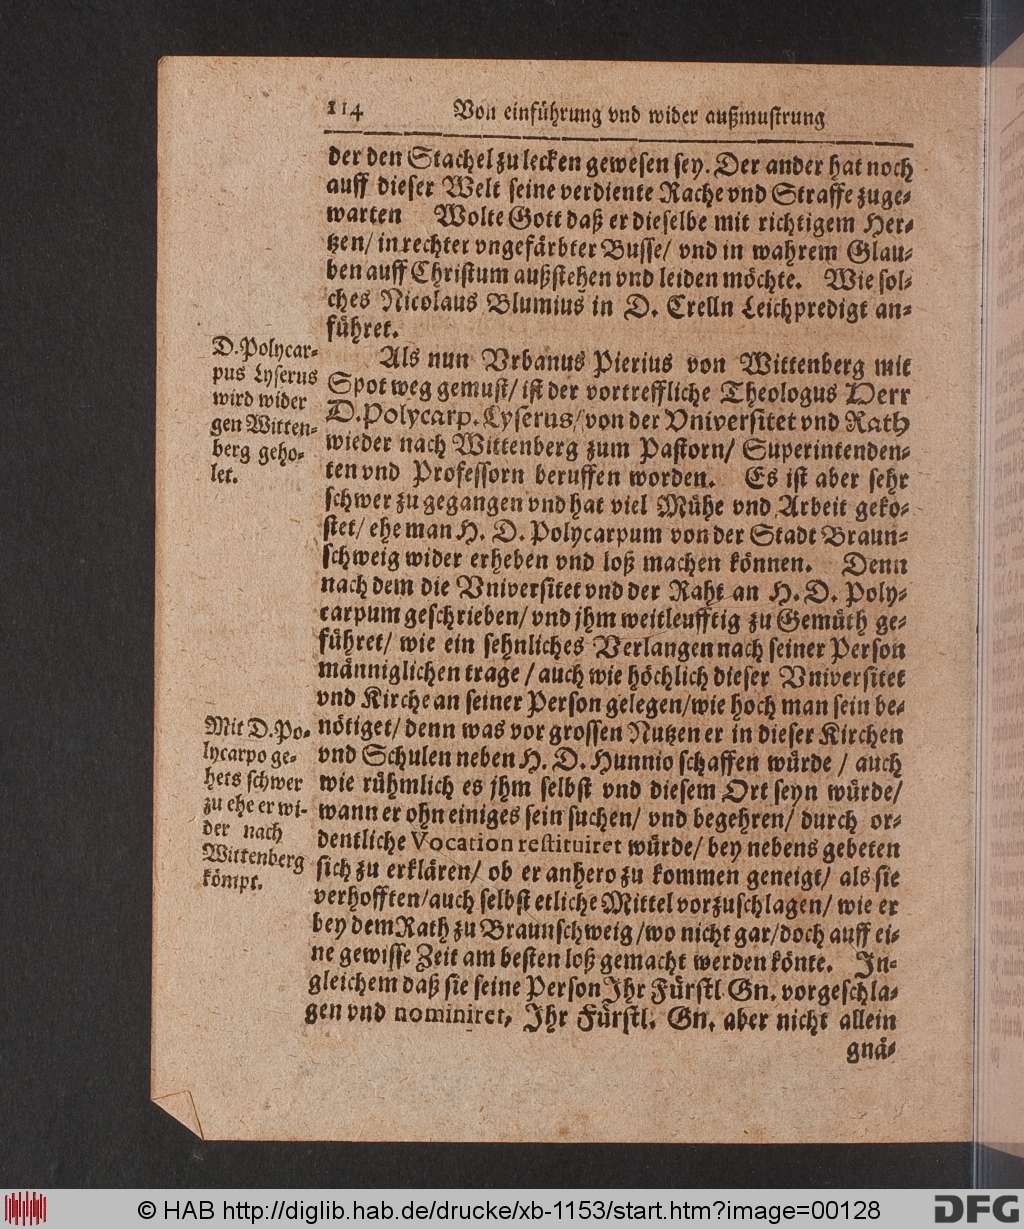 114 Von einführung vnd wider außmustrung
der den Stachel zu lecken gewesen sey. Der ander hat noch
auff dieser Welt seine verdiente Rache vnd Straffe zuge-
warten Wolte Gott daß er dieselbe mit richtigem Her-
tzen/ in rechter vngefärbter Busse/ vnd in wahrem Glau-
ben auff Christum außstehen vnd leiden möchte. Wie sol-
ches Nicolaus Blumius in D. Crelln Leichpredigt an-
führet.
D. Polycar-
pus Lyserus
wird wider
gen Witten-
berg geho-
let.
Als nun Vrbanus Pierius von Wittenberg mit
Spot weg gemust/ ist der vortreffliche Theologus Herr
D. Polycarp. Lyserus/ von der Vniversitet vnd Rath
wieder nach Wittenberg zum Pastorn/ Superintenden-
ten vnd Professorn beruffen worden. Es ist aber sehr
schwer zu gegangen vnd hat viel Mühe vnd Arbeit geko-
stet/ ehe man H. D. Polycarpum von der Stadt Braun-
schweig wider erheben vnd loß machen können. Denn
nach dem die Vniversitet vnd der Raht an H. D. Poly-
carpum geschrieben/ vnd jhm weitleufftig zu Gemüth ge-
führet/ wie ein sehnliches Verlangen nach seiner Person
männiglichen trage / auch wie höchlich dieser Vniversitet
vnd Kirche an seiner Person gelegen/ wie hoch man sein be-
nötiget/ denn was vor grossen Nutzen er in dieser Kirchen
vnd Schulen neben H. D. Hunnio schaffen würde / auch
wie rühmlich es jhm selbst vnd diesem Ort seyn würde/
wann er ohn einiges sein suchen/ vnd begehren/ durch or-
dentliche Vocation restituiret würde/ bey nebens gebeten
sich zu erklären/ ob er anhero zu kommen geneigt/ als sie
verhofften/ auch selbst etliche Mittel vorzuschlagen/ wie er
bey dem Rath zu Braunschweig / wo nicht gar/ doch auff ei-
ne gewisse Zeit am besten loß gemacht werden könte. In-
gleichem daß sie seine Person Jhr Fürstl Gn. vorgeschla-
gen vnd nominiret, Jhr Fürstl. Gn. aber nicht allein
gnä-
Mit D. Po-
lycarpo ge-
hets schwer
zu ehe er wi-
der nach
Wittenberg
kömpt.
© HAB http://diglib.hab.de/drucke/xb-1153/start.htm?image=00128
DFG